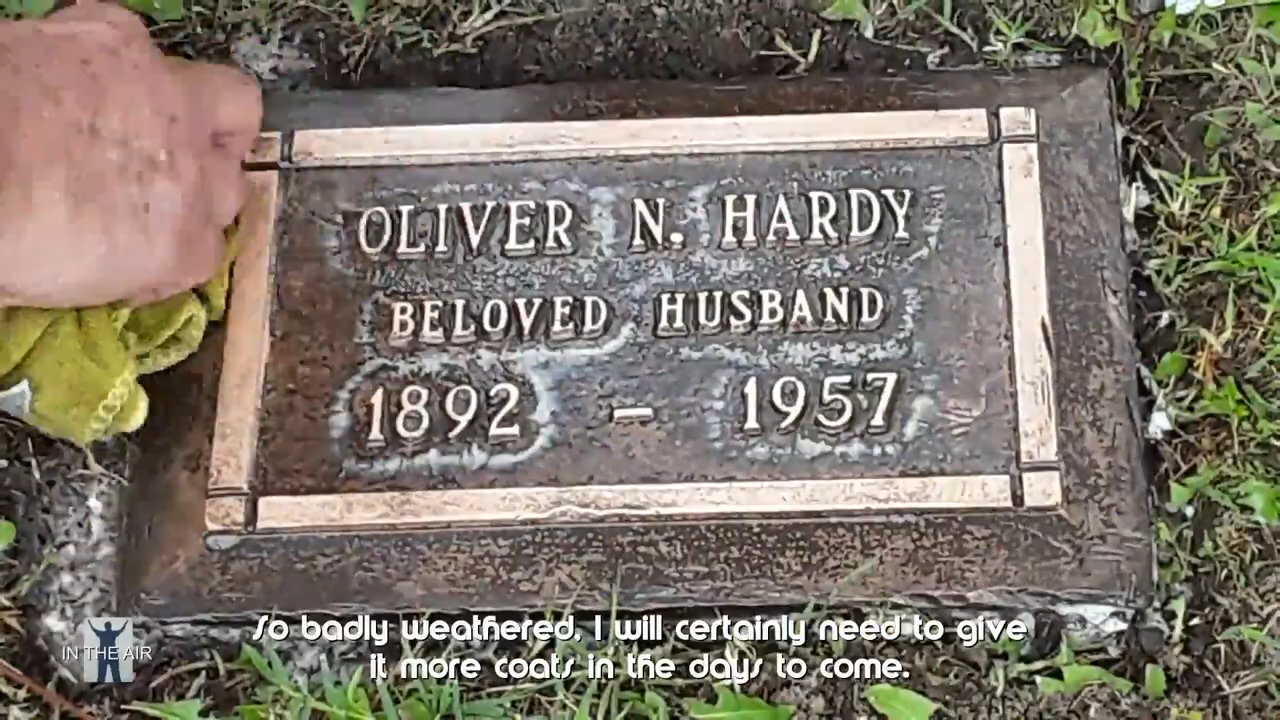 OLIVER N. HARDY
BELOVED HUSBAND
1892 – 1957
So badly weathered, I will certainly need to give
it more coats in the days to come.
IN THE AIR